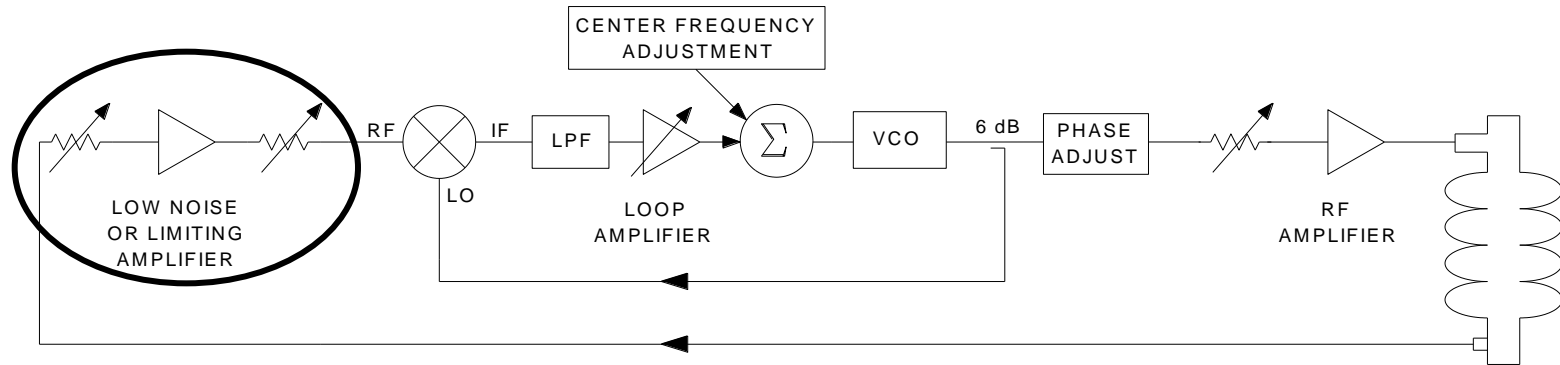 CENTER FREQUENCY
ADJUSTMENT
RF
IF
LPF
Σ
VCO
6 dB
PHASE
ADJUST
LO
LOW NOISE
OR LIMITING
AMPLIFIER
LOOP
AMPLIFIER
RF
AMPLIFIER